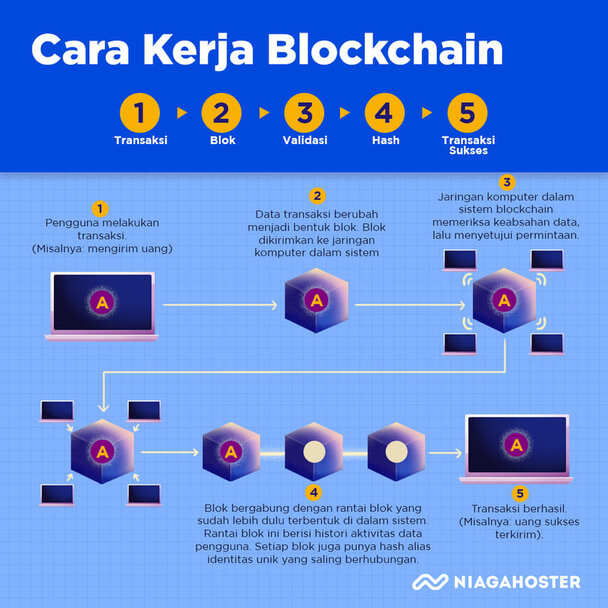 Cara Kerja Blockchain
1 2 3 4 5
Transaksi Blok Validasi Hash Transaksi
Sukses
1
Pengguna melakukan
transaksi.
(Misalnya: mengirim uang)
2
Data transaksi berubah
menjadi bentuk blok. Blok
dikirimkan ke jaringan
komputer dalam sistem
3
Jaringan komputer dalam
sistem blockchain
memeriksa keabsahan data,
lalu menyetujui permintaan.
A
A
A
A
A
A
4
Blok bergabung dengan rantai blok yang
sudah lebih dulu terbentuk di dalam sistem.
Rantai blok ini berisi histori aktivitas data
pengguna. Setiap blok juga punya hash alias
identitas unik yang saling berhubungan.
5
Transaksi berhasil.
(Misalnya: uang sukses
terkirim).
NIAGAHOSTER